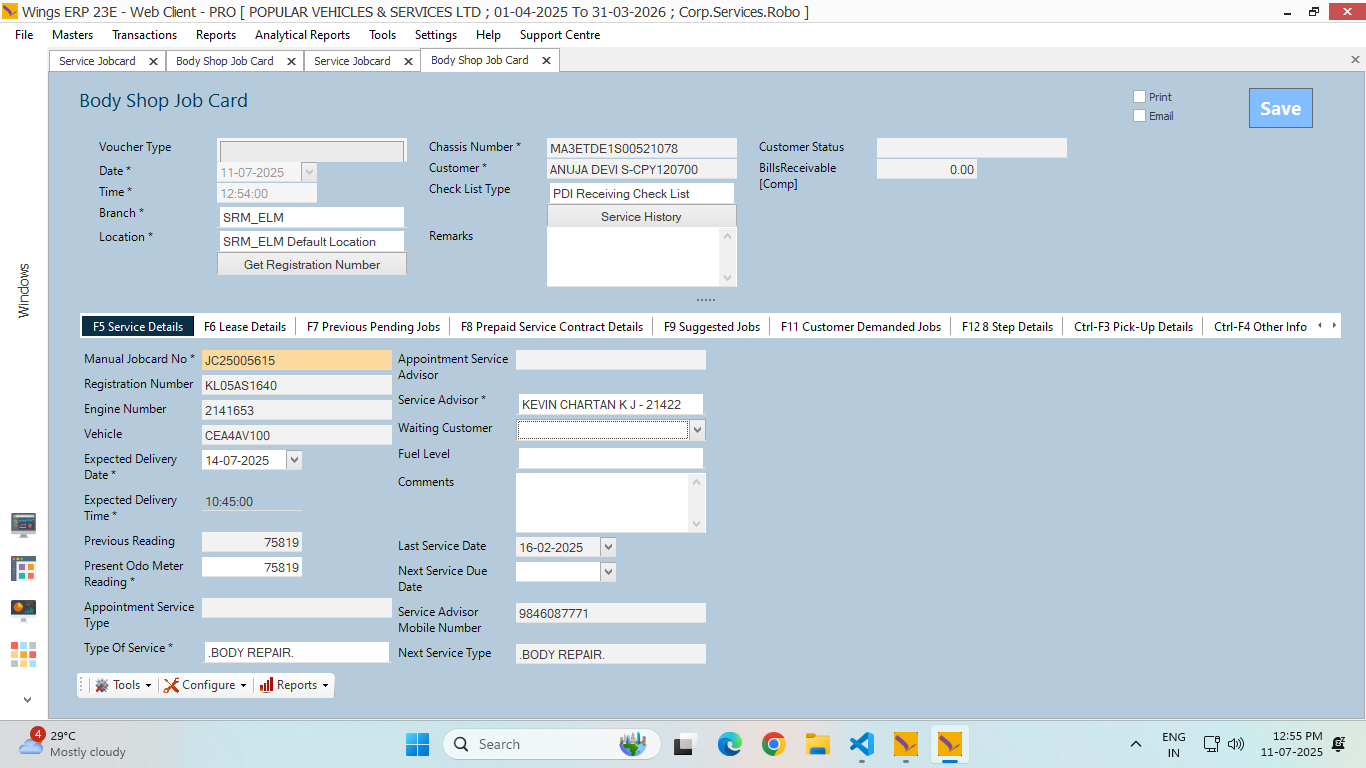 Wings ERP 23E - Web Client - PRO [ POPULAR VEHICLES & SERVICES LTD ; 01-04-2025 To 31-03-2026 ; Corp.Services.Robo ]
File Masters Transactions Reports Analytical Reports Tools Settings Help Support Centre
Service Jobcard Body Shop Job Card Service Jobcard Body Shop Job Card
Body Shop Job Card
Print
Email
Save
Voucher Type
Date *
11-07-2025
Time *
12:54:00
Branch *
SRM_ELM
Location *
SRM_ELM Default Location
Get Registration Number
Chassis Number *
MA3ETDE1S00521078
Customer *
ANUJA DEVI S-CPY120700
Check List Type
PDI Receiving Check List
Service History
Remarks
Customer Status
BillsReceivable
[Comp]
0.00
Windows
F5 Service Details F6 Lease Details F7 Previous Pending Jobs F8 Prepaid Service Contract Details F9 Suggested Jobs F11 Customer Demanded Jobs F12 8 Step Details Ctrl-F3 Pick-Up Details Ctrl-F4 Other Info
Manual Jobcard No *
JC25005615
Registration Number
KL05AS1640
Engine Number
2141653
Vehicle
CEA4AV100
Expected Delivery
Date *
14-07-2025
Expected Delivery
Time *
10:45:00
Previous Reading
75819
Present Odo Meter
Reading *
75819
Appointment Service
Type
Type Of Service *
.BODY REPAIR.
Appointment Service
Advisor
Service Advisor *
KEVIN CHARTAN K J - 21422
Waiting Customer
Fuel Level
Comments
Last Service Date
16-02-2025
Next Service Due
Date
Service Advisor
Mobile Number
9846087771
Next Service Type
.BODY REPAIR.
Tools Configure Reports
4
29°C
Mostly cloudy
Search
ENG
IN
12:55 PM
11-07-2025